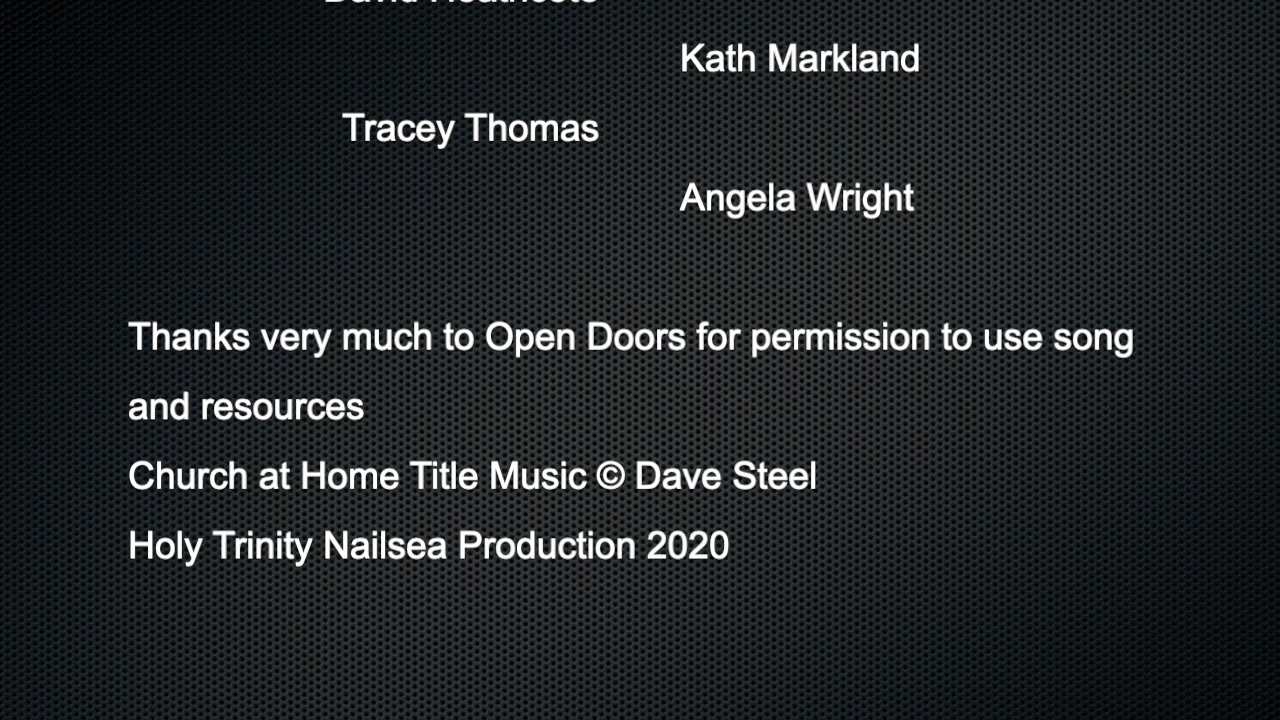 Kath Markland
Tracey Thomas
Angela Wright
Thanks very much to Open Doors for permission to use song
and resources
Church at Home Title Music © Dave Steel
Holy Trinity Nailsea Production 2020